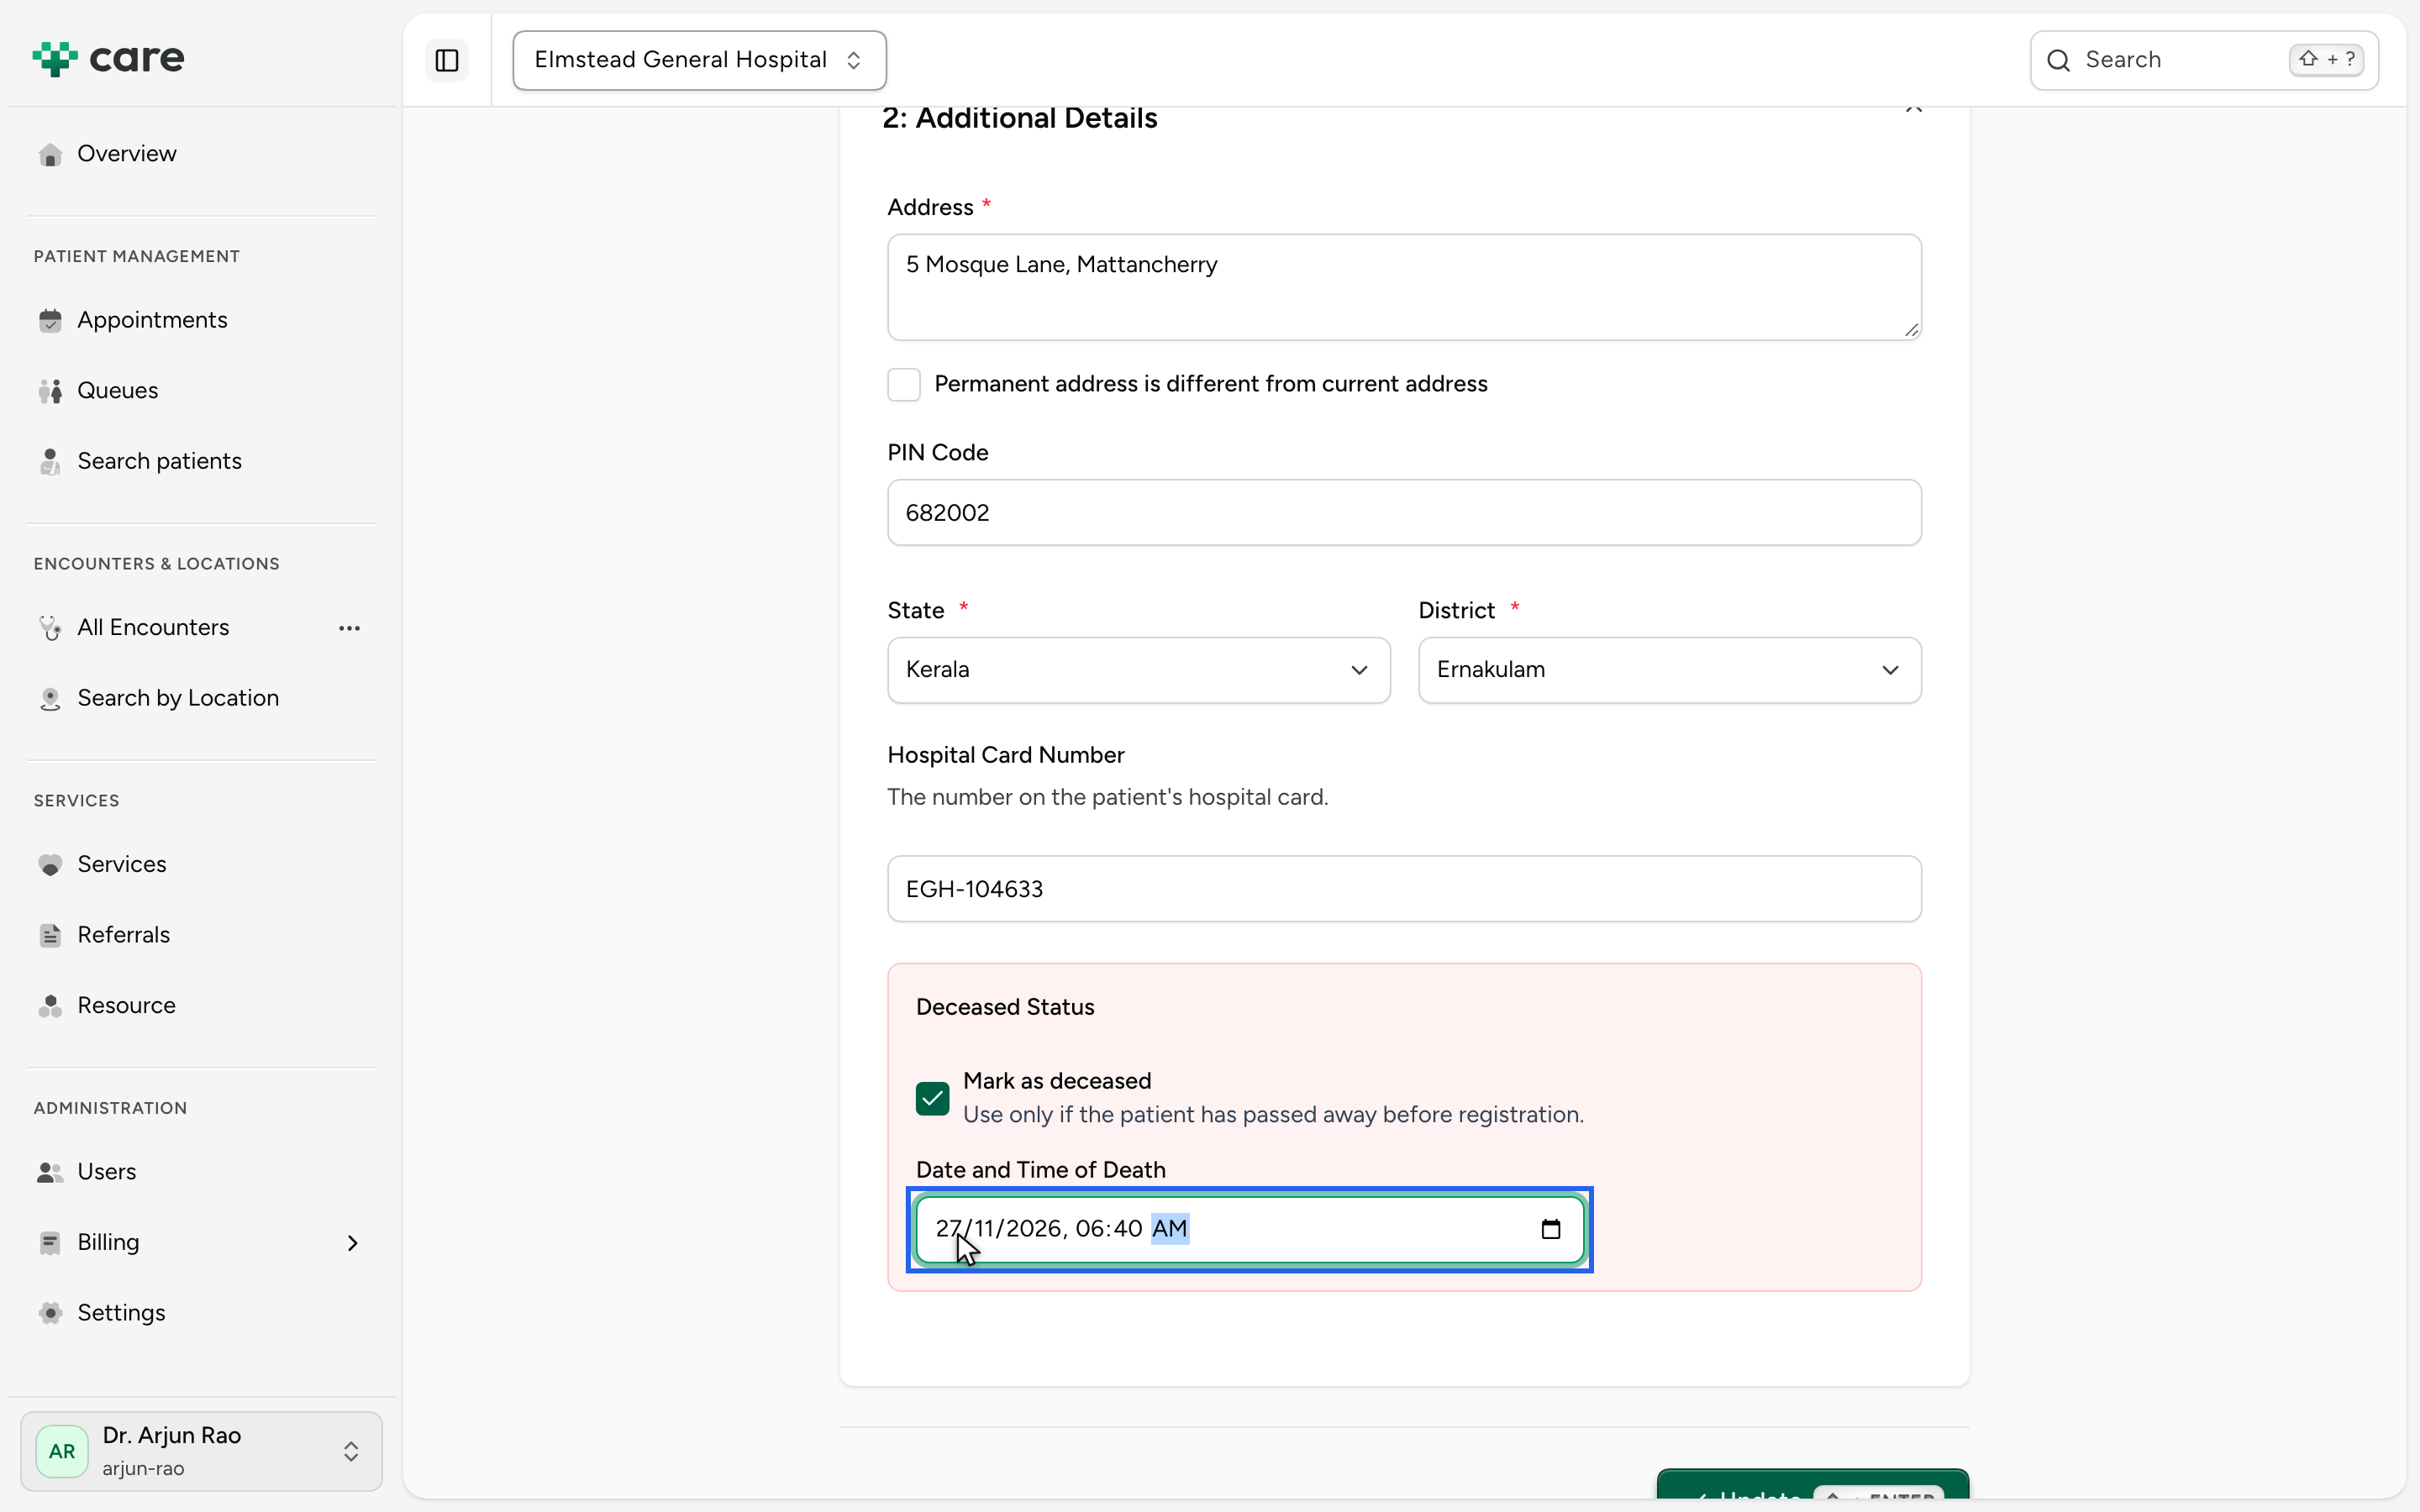 care
Elmstead General Hospital
Search
+ ?
Overview
PATIENT MANAGEMENT
Appointments
Queues
Search patients
ENCOUNTERS & LOCATIONS
All Encounters
Search by Location
SERVICES
Services
Referrals
Resource
ADMINISTRATION
Users
Billing
Settings
AR
Dr. Arjun Rao
arjun-rao
2: Additional Details
Address *
5 Mosque Lane, Mattancherry
Permanent address is different from current address
PIN Code
682002
State *
District *
Kerala
Ernakulam
Hospital Card Number
The number on the patient's hospital card.
EGH-104633
Deceased Status
Mark as deceased
Use only if the patient has passed away before registration.
Date and Time of Death
27/11/2026, 06:40 AM
Update
+ ENTER